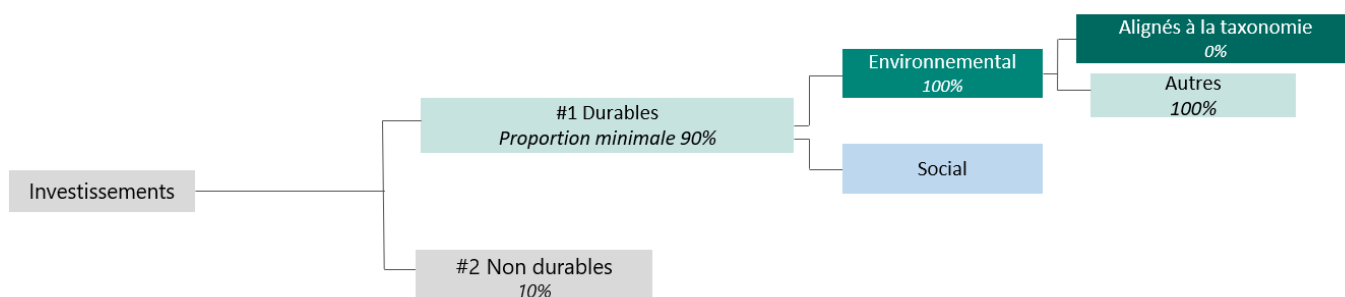 Investissements
#1 Durables
Proportion minimale 90%
#2 Non durables
10%
Environnemental
100%
Social
Alignés à la taxonomie
0%
Autres
100%